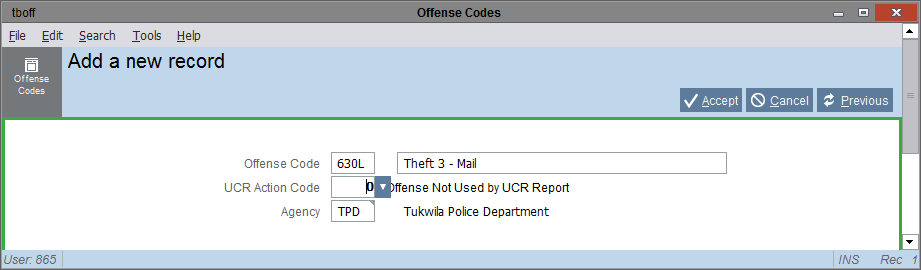 tboff Offense Codes
File Edit Search Tools Help
Offense
Codes
Add a new record
Accept Cancel Previous
Offense Code 630L Theft 3 - Mail
UCR Action Code 0 Offense Not Used by UCR Report
Agency TPD Tukwila Police Department
User: 865 INS Rec 1